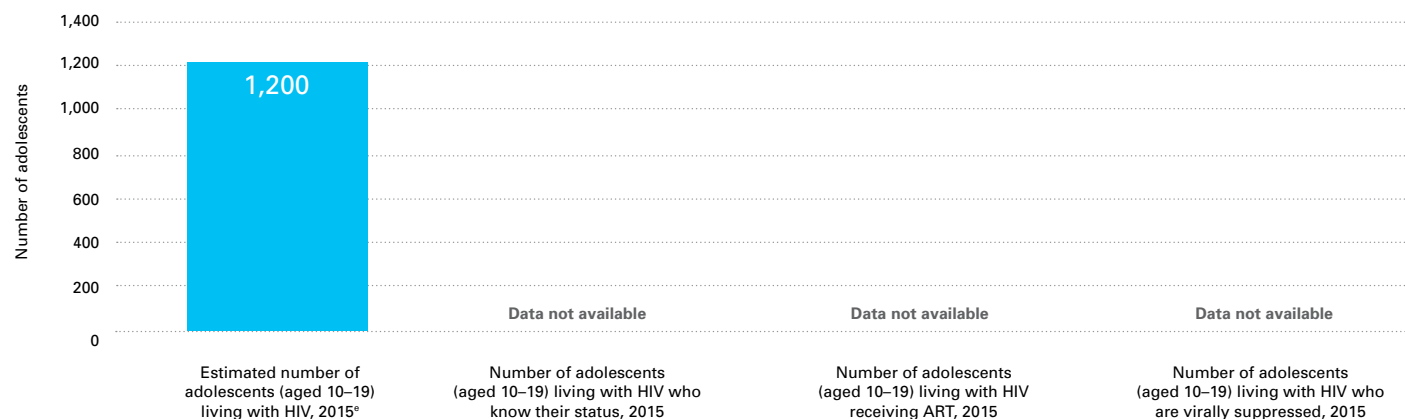 1,400
1,200
1,000
800
600
400
200
0
Number of adolescents
1,200
Data not available
Data not available
Data not available
Estimated number of
adolescents (aged 10–19)
living with HIV, 2015ᵉ
Number of adolescents
(aged 10–19) living with HIV who
know their status, 2015
Number of adolescents
(aged 10–19) living with HIV
receiving ART, 2015
Number of adolescents
(aged 10–19) living with HIV who
are virally suppressed, 2015